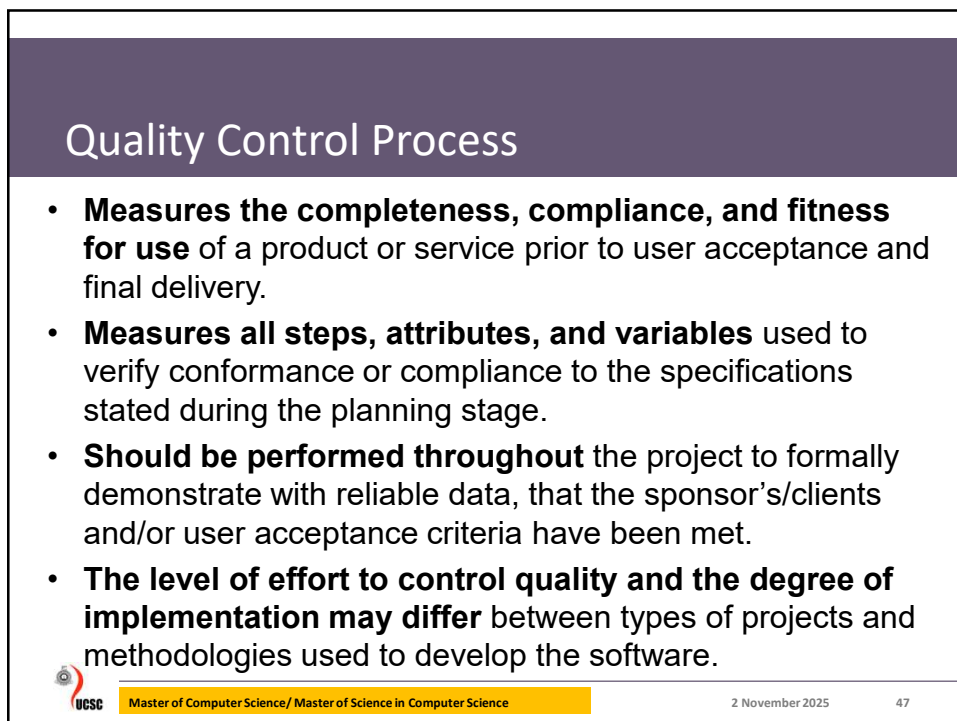 Quality Control Process
• Measures the completeness, compliance, and fitness
for use of a product or service prior to user acceptance and
final delivery.
• Measures all steps, attributes, and variables used to
verify conformance or compliance to the specifications
stated during the planning stage.
• Should be performed throughout the project to formally
demonstrate with reliable data, that the sponsor’s/clients
and/or user acceptance criteria have been met.
• The level of effort to control quality and the degree of
implementation may differ between types of projects and
methodologies used to develop the software.
UCSC
Master of Computer Science/ Master of Science in Computer Science
2 November 2025
47